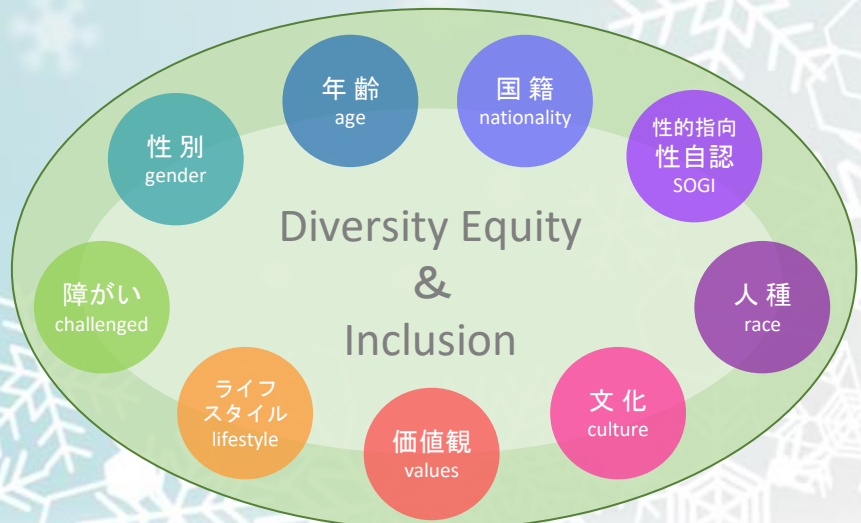 年齢
age
国籍
nationality
性別
gender
性的指向
性自認
SOGI
Diversity Equity
&
Inclusion
障がい
challenged
人種
race
ライフ
スタイル
lifestyle
価値観
values
文化
culture